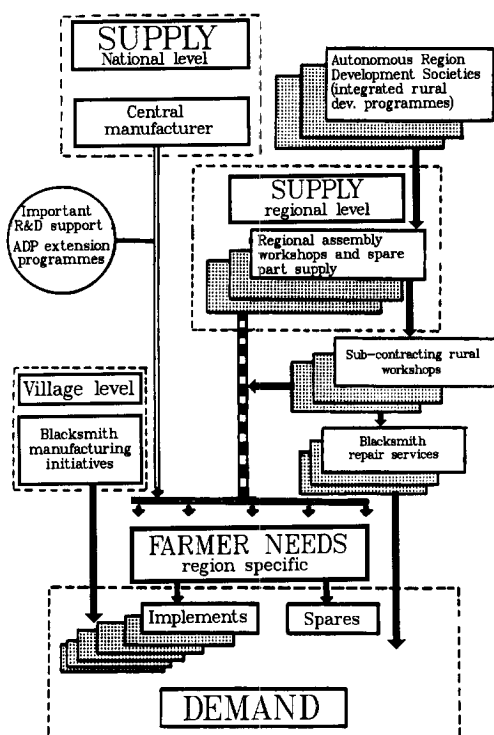 SUPPLY
National level
Central
manufacturer
Autonomous Region
Development Societies
(integrated rural
dev. programmes)
Important
R&D support
ADP extension
programmes
SUPPLY
regional level
Regional assembly
workshops and spare
part supply
Sub-contracting rural
workshops
Village level
Blacksmith
manufacturing
initiatives
Blacksmith
repair services
FARMER NEEDS
region specific
Implements
Spares
DEMAND